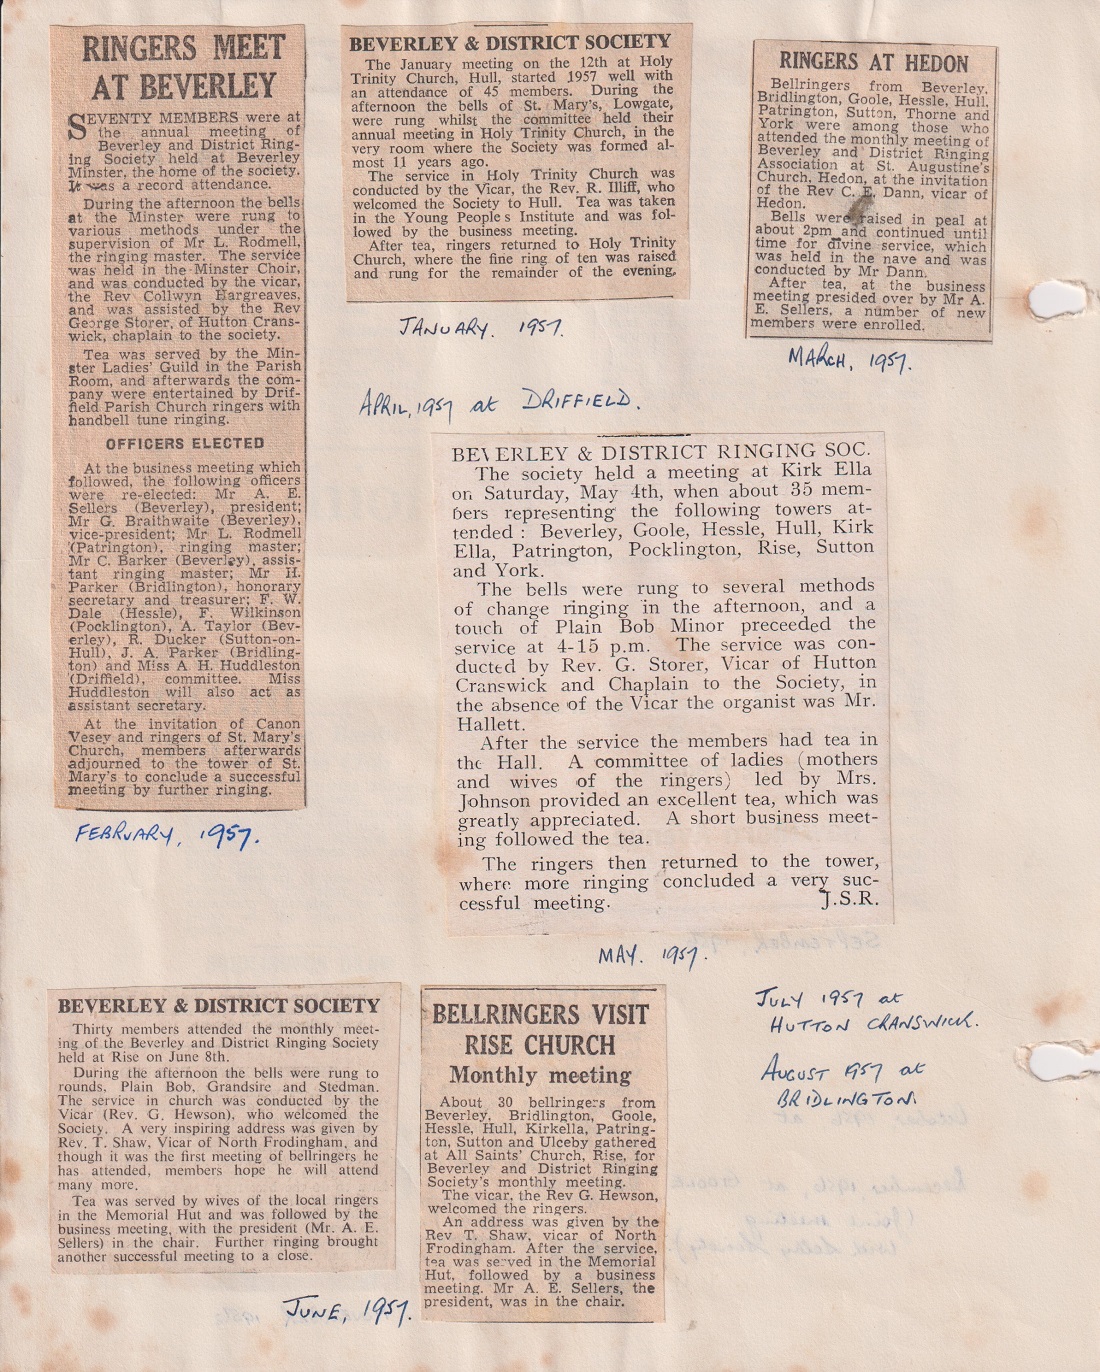 RINGERS MEET
AT BEVERLEY
SEVENTY MEMBERS were at
the annual meeting of
Beverley and District Ring-
ing Society held at Beverley
Minster, the home of the society.
It was a record attendance.
During the afternoon the bells
at the Minster were rung to
various methods under the
supervision of Mr L. Rodmell,
the ringing master. The service
was held in the Minster Choir,
and was conducted by the vicar,
the Rev Collwyn Hargreaves,
and was assisted by the Rev
George Storer, of Hutton Crans-
wick, chaplain to the society.
Tea was served by the Min-
ster Ladies' Guild in the Parish
Room, and afterwards the com-
pany were entertained by Drif-
field Parish Church ringers with
handbell tune ringing.
OFFICERS ELECTED
At the business meeting which
followed, the following officers
were re-elected: Mr A. E.
Sellers (Beverley), president;
Mr G. Braithwaite (Beverley),
vice-president; Mr L. Rodmell
(Patrington), ringing master;
Mr C. Barker (Beverley), assis-
tant ringing master; Mr H.
Parker (Bridlington), honorary
secretary and treasurer; F. W.
Dale (Hessle), F. Wilkinson
(Pocklington), A. Taylor (Bev-
erley), R. Ducker (Sutton-on-
Hull), J. A. Parker (Bridling-
ton) and Miss A. H. Huddleston
(Driffield), committee. Miss
Huddleston will also act as
assistant secretary.
At the invitation of Canon
Vesey and ringers of St. Mary's
Church, members afterwards
adjourned to the tower of St.
Mary's to conclude a successful
meeting by further ringing.
FEBRUARY, 1957.
BEVERLEY & DISTRICT SOCIETY
The January meeting on the 12th at Holy
Trinity Church, Hull, started 1957 well with
an attendance of 45 members. During the
afternoon the bells of St. Mary's, Lowgate,
were rung whilst the committee held their
annual meeting in Holy Trinity Church, in the
very room where the Society was formed al-
most 11 years ago.
The service in Holy Trinity Church was
conducted by the Vicar, the Rev. R. Illiff, who
welcomed the Society to Hull. Tea was taken
in the Young People s Institute and was fol-
lowed by the business meeting.
After tea, ringers returned to Holy Trinity
Church, where the fine ring of ten was raised
and rung for the remainder of the evening.
JANUARY. 1957.
RINGERS AT HEDON
Bellringers from Beverley,
Bridlington, Goole, Hessle, Hull,
Patrington, Sutton, Thorne and
York were among those who
attended the monthly meeting of
Beverley and District Ringing
Association at St. Augustine's
Church, Hedon, at the invitation
of the Rev C. E. Dann, vicar of
Hedon.
Bells were raised in peal at
about 2pm and continued until
time for divine service, which
was held in the nave and was
conducted by Mr Dann.
After tea, at the business
meeting presided over by Mr A.
E. Sellers, a number of new
members were enrolled.
MARCH, 1957.
APRIL, 1957 at DRIFFIELD.
BEVERLEY & DISTRICT RINGING SOC.
The society held a meeting at Kirk Ella
on Saturday, May 4th, when about 35 mem-
bers representing the following towers at-
tended : Beverley, Goole, Hessle, Hull, Kirk
Ella, Patrington, Pocklington, Rise, Sutton
and York.
The bells were rung to several methods
of change ringing in the afternoon, and a
touch of Plain Bob Minor preceeded the
service at 4-15 p.m. The service was con-
ducted by Rev. G. Storer, Vicar of Hutton
Cranswick and Chaplain to the Society, in
the absence of the Vicar the organist was Mr.
Hallett.
After the service the members had tea in
the Hall. A committee of ladies (mothers
and wives of the ringers) led by Mrs.
Johnson provided an excellent tea, which was
greatly appreciated. A short business meet-
ing followed the tea.
The ringers then returned to the tower,
where more ringing concluded a very suc-
cessful meeting. J.S.R.
MAY. 1957.
BEVERLEY & DISTRICT SOCIETY
Thirty members attended the monthly meet-
ing of the Beverley and District Ringing Society
held at Rise on June 8th.
During the afternoon the bells were rung to
rounds, Plain Bob, Grandsire and Stedman.
The service in church was conducted by the
Vicar (Rev. G. Hewson), who welcomed the
Society. A very inspiring address was given by
Rev. T. Shaw, Vicar of North Frodingham, and
though it was the first meeting of bellringers he
has attended, members hope he will attend
many more.
Tea was served by wives of the local ringers
in the Memorial Hut and was followed by the
business meeting, with the president (Mr. A. E.
Sellers) in the chair. Further ringing brought
another successful meeting to a close.
JUNE, 1957.
BELLRINGERS VISIT
RISE CHURCH
Monthly meeting
About 30 bellringers from
Beverley, Bridlington, Goole,
Hessle, Hull, Kirkella, Patring-
ton, Sutton and Ulceby gathered
at All Saints' Church, Rise, for
Beverley and District Ringing
Society's monthly meeting.
The vicar, the Rev G. Hewson,
welcomed the ringers.
An address was given by the
Rev T. Shaw, vicar of North
Frodingham. After the service,
tea was served in the Memorial
Hut, followed by a business
meeting. Mr A. E. Sellers, the
president, was in the chair.
JULY 1957 at
HUTTON CRANSWICK.
AUGUST 1957 at
BRIDLINGTON.